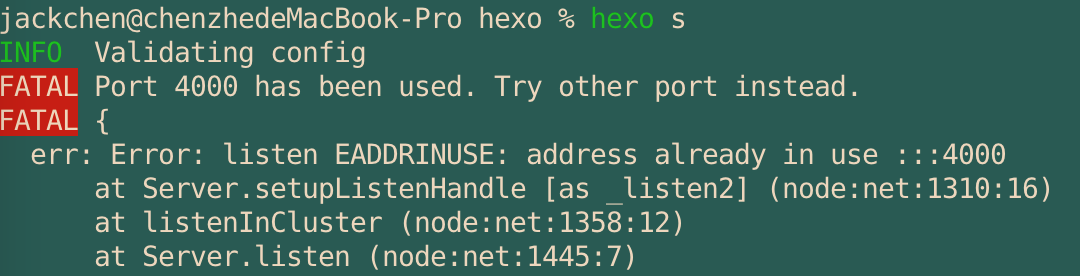 jackchen@chenzhedeMacBook-Pro hexo % hexo s
INFO  Validating config
FATAL Port 4000 has been used. Try other port instead.
FATAL {
  err: Error: listen EADDRINUSE: address already in use :::4000
      at Server.setupListenHandle [as _listen2] (node:net:1310:16)
      at listenInCluster (node:net:1358:12)
      at Server.listen (node:net:1445:7)